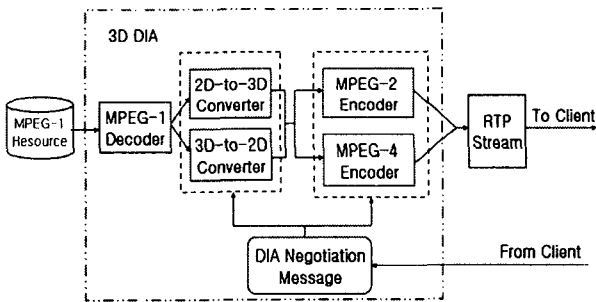 3D DIA
2D-to-3D
Converter
MPEG-2
Encoder
MPEG-1
Resource
MPEG-1
Decoder
RTP
Stream
To Client
3D-to-2D
Converter
MPEG-4
Encoder
DIA Negotiation
Message
From Client